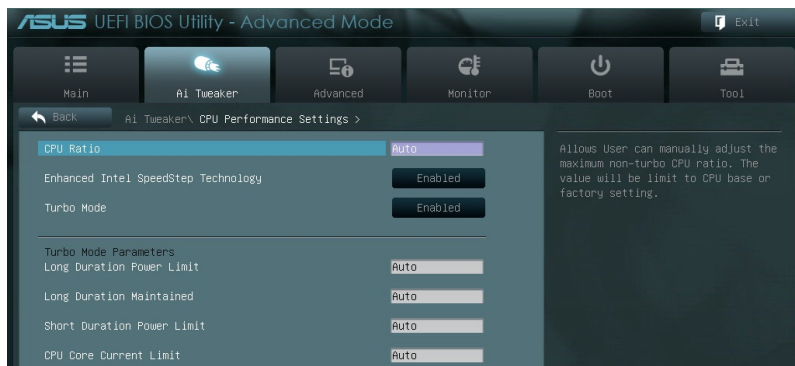 ASUS UEFI BIOS Utility - Advanced Mode
Exit
Main
Ai Tweaker
Advanced
Monitor
Boot
Tool
Back
Ai Tweaker\ CPU Performance Settings >
CPU Ratio Auto
Enhanced Intel SpeedStep Technology Enabled
Turbo Mode Enabled
Turbo Mode Parameters
Long Duration Power Limit Auto
Long Duration Maintained Auto
Short Duration Power Limit Auto
CPU Core Current Limit Auto
Allows User can manually adjust the
maximum non-turbo CPU ratio. The
value will be limit to CPU base or
factory setting.